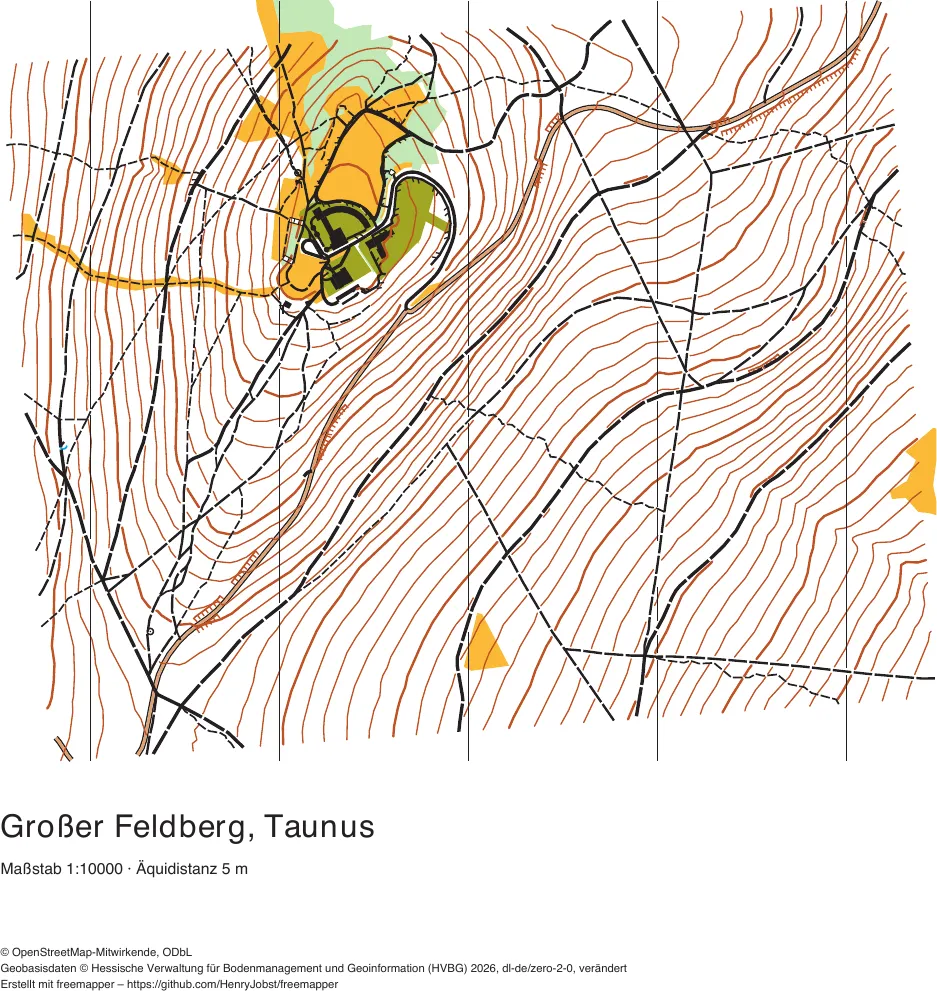 Großer Feldberg, Taunus
Maßstab 1:10000 · Äquidistanz 5 m
© OpenStreetMap-Mitwirkende, ODbL
Geobasisdaten © Hessische Verwaltung für Bodenmanagement und Geoinformation (HVBG) 2026, dl-de/zero-2-0, verändert
Erstellt mit freemapper – https://github.com/HenryJobst/freemapper